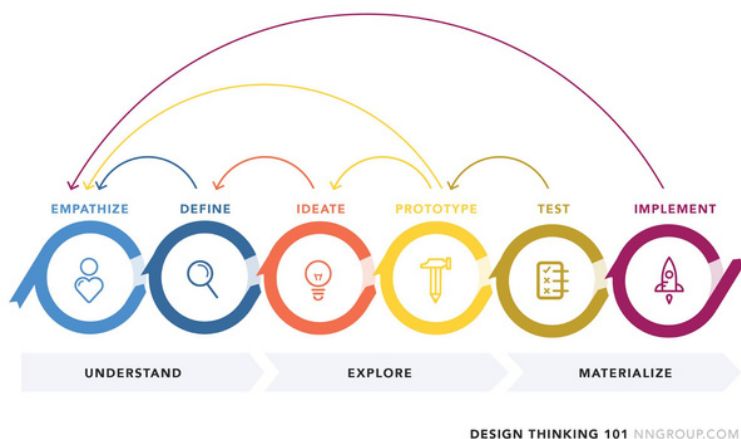 EMPATHIZE DEFINE IDEATE PROTOTYPE TEST IMPLEMENT
UNDERSTAND EXPLORE MATERIALIZE
DESIGN THINKING 101 NNGROUP.COM